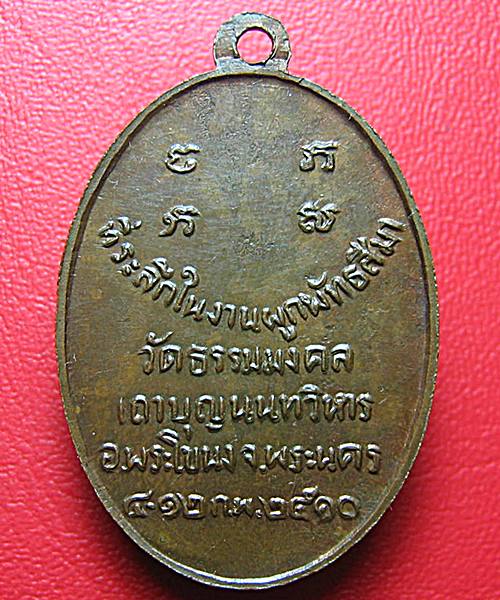 ที่ระลึกในงานผูกพัทธสีมา
วัดธรรมมงคล
เถาบุญนนทวิหาร
อ.พระโขนง จ.พระนคร
๔-๑๒ ก.พ. ๒๕๑๐